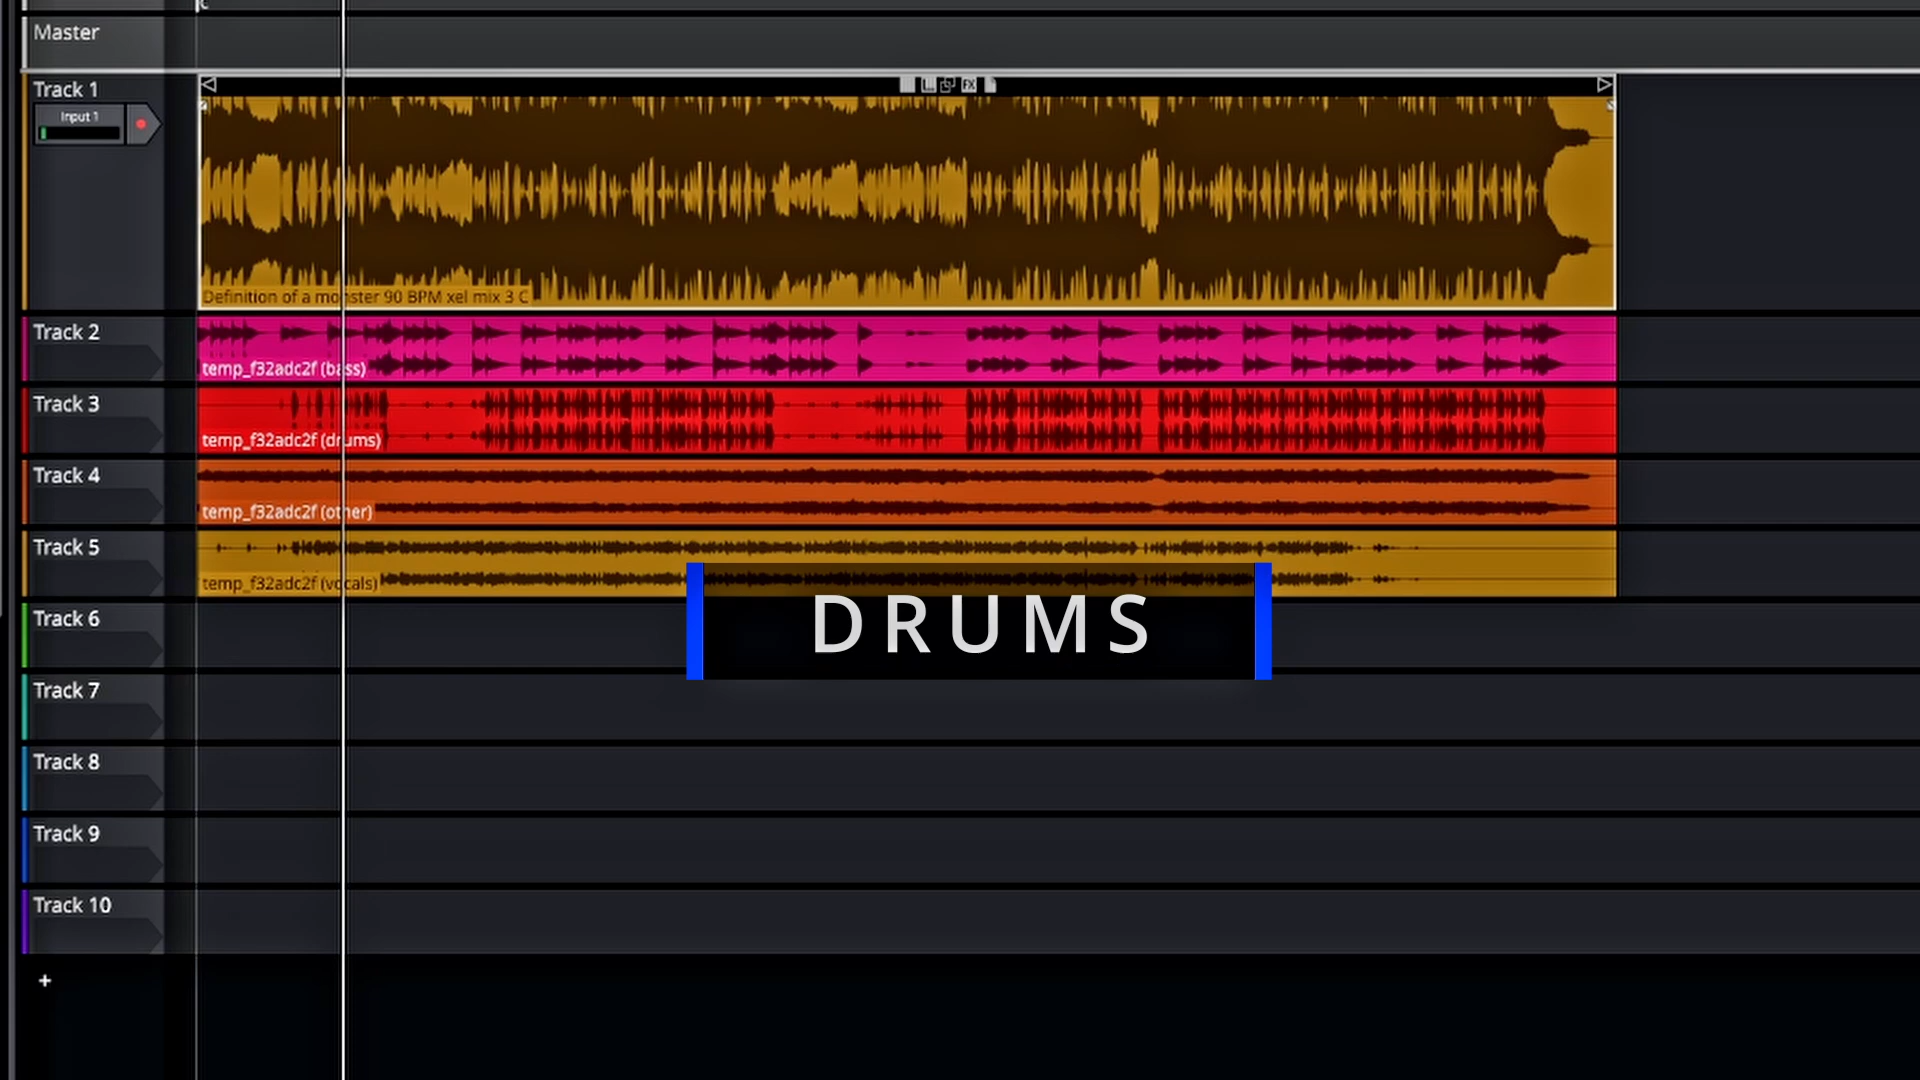 Master
Track 1
Input 1
Definition of a monster 90 BPM xel mix 3 C
Track 2
temp_f32adc2f (bass)
Track 3
temp_f32adc2f (drums)
Track 4
temp_f32adc2f (other)
Track 5
temp_f32adc2f (vocals)
DRUMS
Track 6
Track 7
Track 8
Track 9
Track 10
+